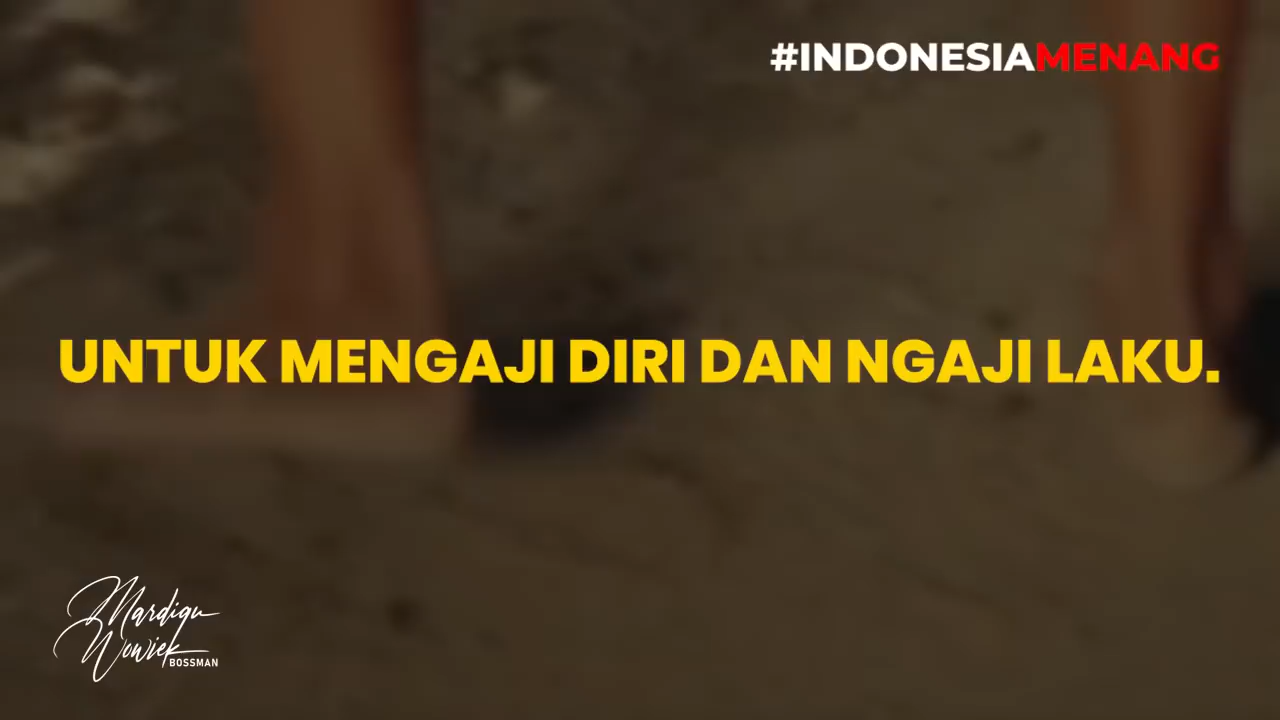 #INDONESIAMENANG
UNTUK MENGAJI DIRI DAN NGAJI LAKU.
Mardigu
Wowiek
BOSSMAN